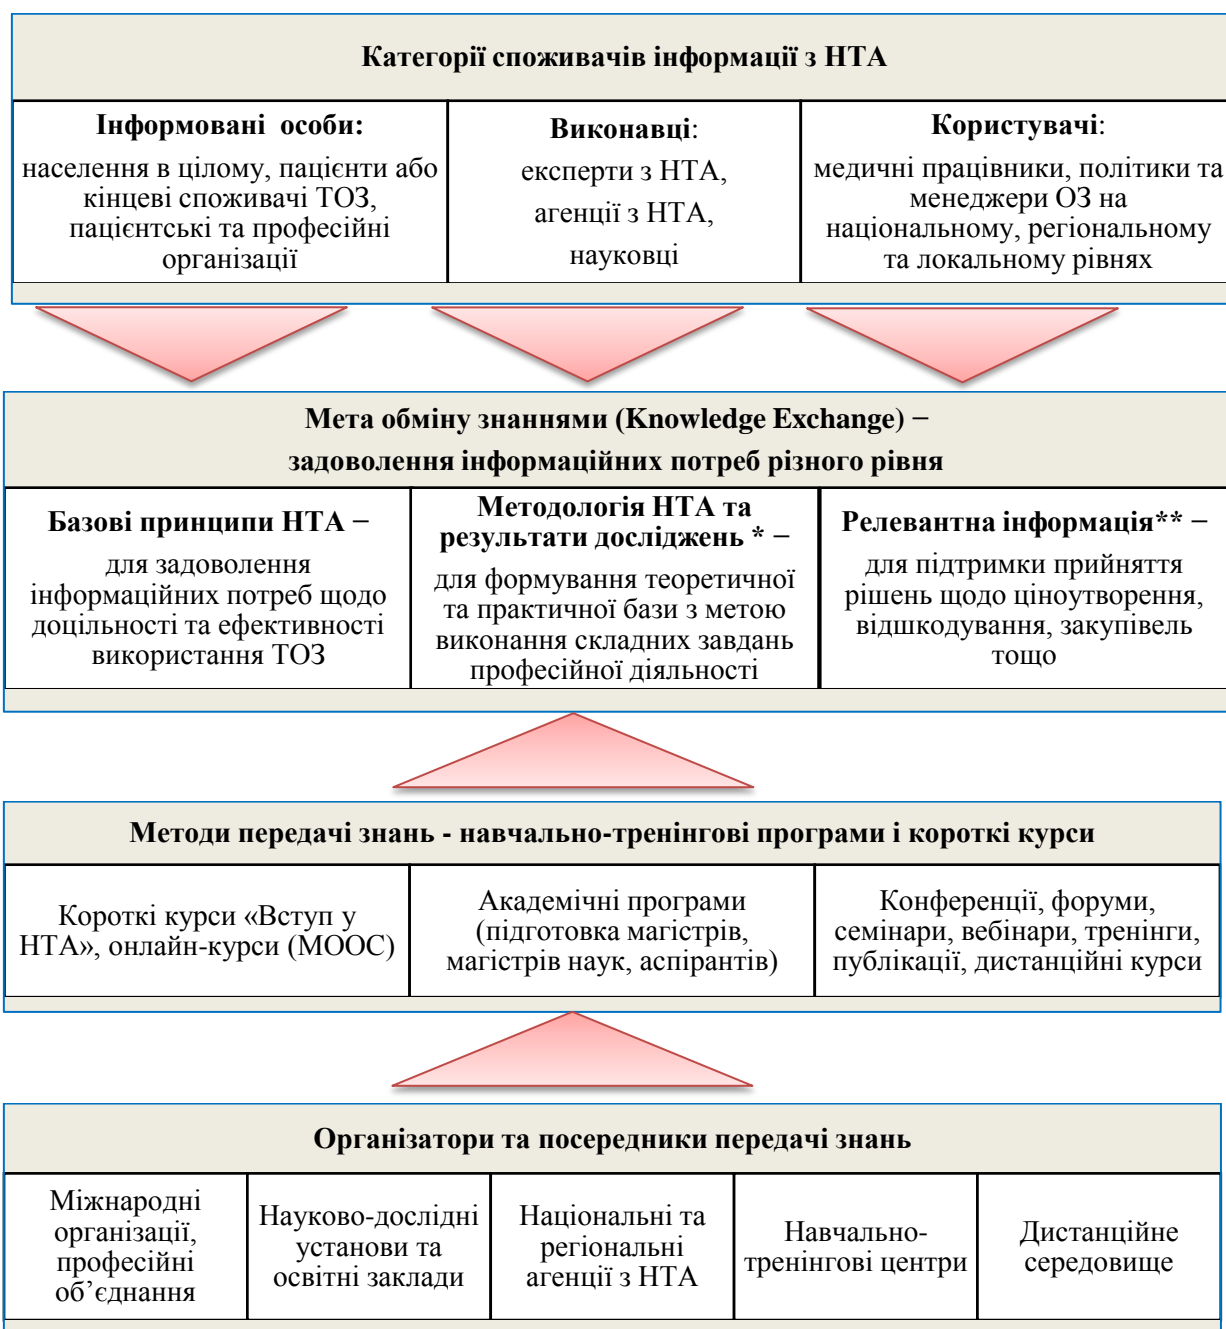 Категорії споживачів інформації з НТА
Інформовані особи:
населення в цілому, пацієнти або
кінцеві споживачі ТОЗ,
пацієнтські та професійні
організації
Виконавці:
експерти з НТА,
агенції з НТА,
науковці
Користувачі:
медичні працівники, політики та
менеджери ОЗ на
національному, регіональному
та локальному рівнях
Мета обміну знаннями (Knowledge Exchange) −
задоволення інформаційних потреб різного рівня
Базові принципи НТА −
для задоволення
інформаційних потреб щодо
доцільності та ефективності
використання ТОЗ
Методологія НТА та
результати досліджень * −
для формування теоретичної
та практичної бази з метою
виконання складних завдань
професійної діяльності
Релевантна інформація** −
для підтримки прийняття
рішень щодо ціноутворення,
відшкодування, закупівель
тощо
Методи передачі знань - навчально-тренінгові програми і короткі курси
Короткі курси «Вступ у
НТА», онлайн-курси (МООС)
Академічні програми
(підготовка магістрів,
магістрів наук, аспірантів)
Конференції, форуми,
семінари, вебінари, тренінги,
публікації, дистанційні курси
Організатори та посередники передачі знань
Міжнародні
організації,
професійні
об’єднання
Науково-дослідні
установи та
освітні заклади
Національні та
регіональні
агенції з НТА
Навчально-
тренінгові центри
Дистанційне
середовище